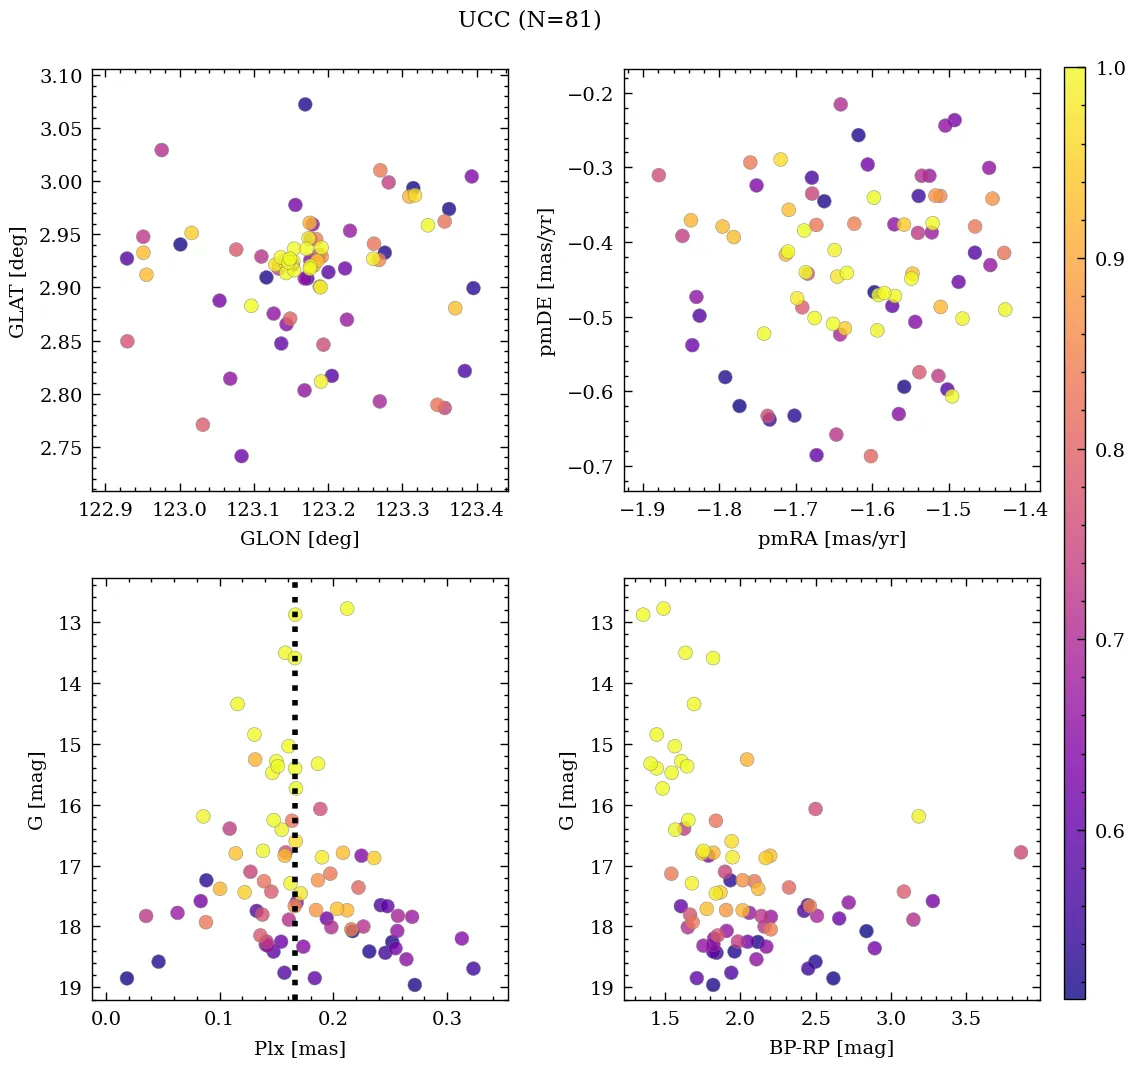 UCC (N=81)
3.10
3.05
3.00
2.95
2.90
2.85
2.80
2.75
GLAT [deg]
122.9 123.0 123.1 123.2 123.3 123.4
GLON [deg]
−0.2
−0.3
−0.4
−0.5
−0.6
−0.7
pmDE [mas/yr]
−1.9 −1.8 −1.7 −1.6 −1.5 −1.4
pmRA [mas/yr]
13
14
15
16
17
18
19
G [mag]
0.0 0.1 0.2 0.3
Plx [mas]
13
14
15
16
17
18
19
G [mag]
1.5 2.0 2.5 3.0 3.5
BP-RP [mag]
1.0
0.9
0.8
0.7
0.6